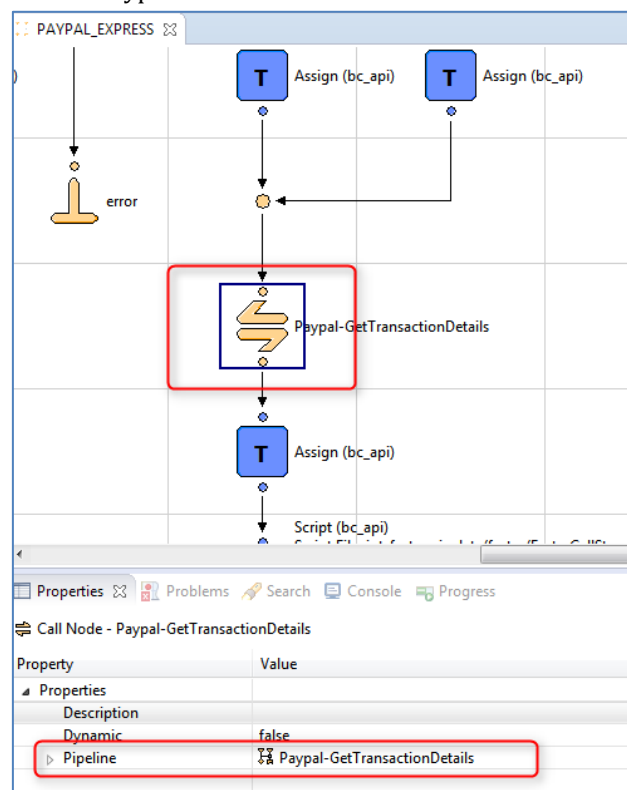 PAYPAL_EXPRESS
T Assign (bc_api) T Assign (bc_api)
error
Paypal-GetTransactionDetails
T Assign (bc_api)
Script (bc_api)
Properties Problems Search Console Progress
Call Node - Paypal-GetTransactionDetails
Property Value
Properties
Description
Dynamic false
Pipeline Paypal-GetTransactionDetails